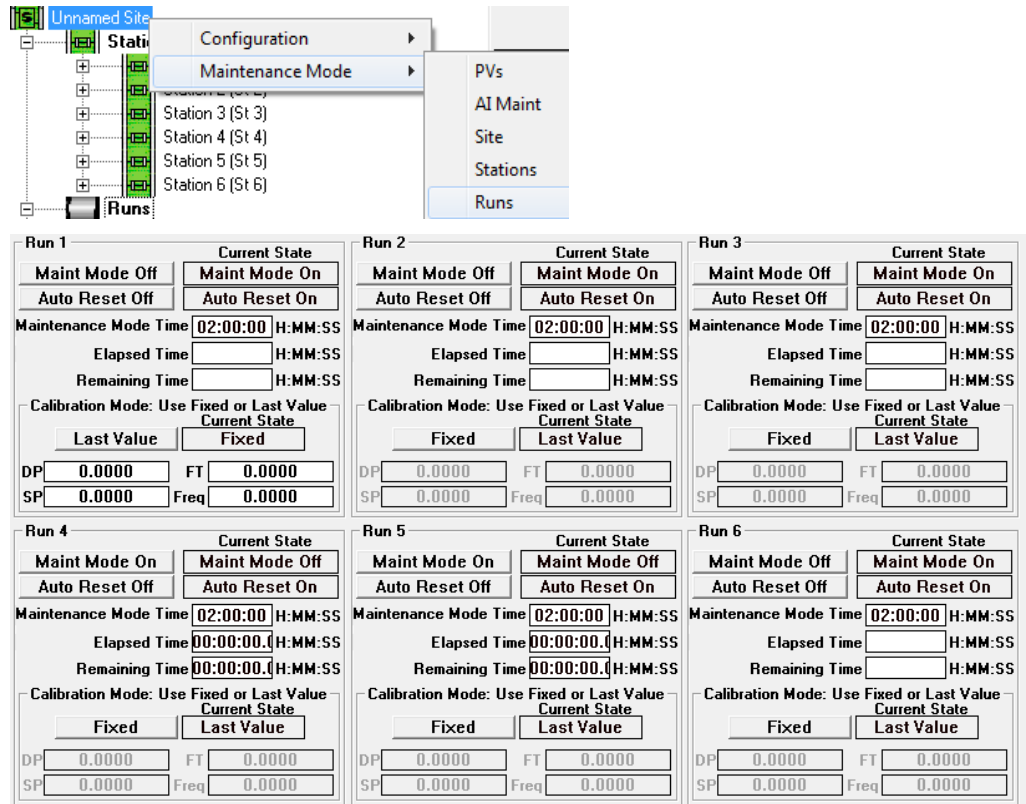 Unnamed Site
Stati
Configuration
Maintenance Mode
PVs
AI Maint
Site
Stations
Runs
Station 3 (St 3)
Station 4 (St 4)
Station 5 (St 5)
Station 6 (St 6)
Runs
Run 1
Current State
Maint Mode Off Maint Mode On
Auto Reset Off Auto Reset On
Maintenance Mode Time 02:00:00 H:MM:SS
Elapsed Time H:MM:SS
Remaining Time H:MM:SS
Calibration Mode: Use Fixed or Last Value
Current State
Last Value Fixed
DP 0.0000 FT 0.0000
SP 0.0000 Freq 0.0000
Run 2
Current State
Maint Mode Off Maint Mode On
Auto Reset Off Auto Reset On
Maintenance Mode Time 02:00:00 H:MM:SS
Elapsed Time H:MM:SS
Remaining Time H:MM:SS
Calibration Mode: Use Fixed or Last Value
Current State
Fixed Last Value
DP 0.0000 FT 0.0000
SP 0.0000 Freq 0.0000
Run 3
Current State
Maint Mode Off Maint Mode On
Auto Reset Off Auto Reset On
Maintenance Mode Time 02:00:00 H:MM:SS
Elapsed Time H:MM:SS
Remaining Time H:MM:SS
Calibration Mode: Use Fixed or Last Value
Current State
Fixed Last Value
DP 0.0000 FT 0.0000
SP 0.0000 Freq 0.0000
Run 4
Current State
Maint Mode On Maint Mode Off
Auto Reset Off Auto Reset On
Maintenance Mode Time 02:00:00 H:MM:SS
Elapsed Time 00:00:00. H:MM:SS
Remaining Time 00:00:00. H:MM:SS
Calibration Mode: Use Fixed or Last Value
Current State
Fixed Last Value
DP 0.0000 FT 0.0000
SP 0.0000 Freq 0.0000
Run 5
Current State
Maint Mode On Maint Mode Off
Auto Reset Off Auto Reset On
Maintenance Mode Time 02:00:00 H:MM:SS
Elapsed Time 00:00:00. H:MM:SS
Remaining Time 00:00:00. H:MM:SS
Calibration Mode: Use Fixed or Last Value
Current State
Fixed Last Value
DP 0.0000 FT 0.0000
SP 0.0000 Freq 0.0000
Run 6
Current State
Maint Mode Off Maint Mode On
Auto Reset Off Auto Reset On
Maintenance Mode Time 02:00:00 H:MM:SS
Elapsed Time H:MM:SS
Remaining Time H:MM:SS
Calibration Mode: Use Fixed or Last Value
Current State
Fixed Last Value
DP 0.0000 FT 0.0000
SP 0.0000 Freq 0.0000